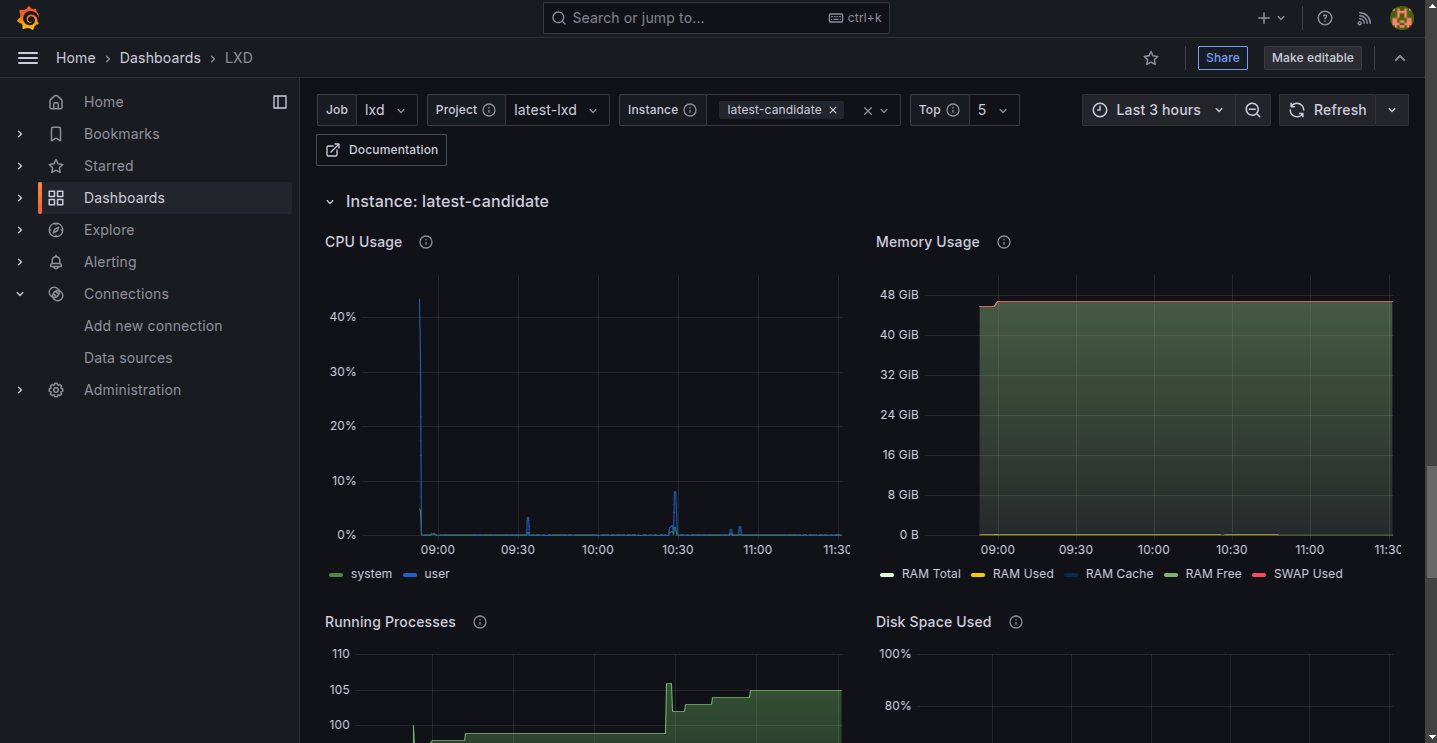 Search or jump to... ctrl+k
Home › Dashboards › LXD
Share
Make editable
Home
Bookmarks
Starred
Dashboards
Explore
Alerting
Connections
Add new connection
Data sources
Administration
Job lxd Project latest-lxd Instance latest-candidate Top 5 Last 3 hours Refresh
Documentation
Instance: latest-candidate
CPU Usage
40%
30%
20%
10%
0%
09:00 09:30 10:00 10:30 11:00 11:30
system user
Memory Usage
48 GiB
40 GiB
32 GiB
24 GiB
16 GiB
8 GiB
0 B
09:00 09:30 10:00 10:30 11:00 11:30
RAM Total RAM Used RAM Cache RAM Free SWAP Used
Running Processes
110
105
100
Disk Space Used
100%
80%